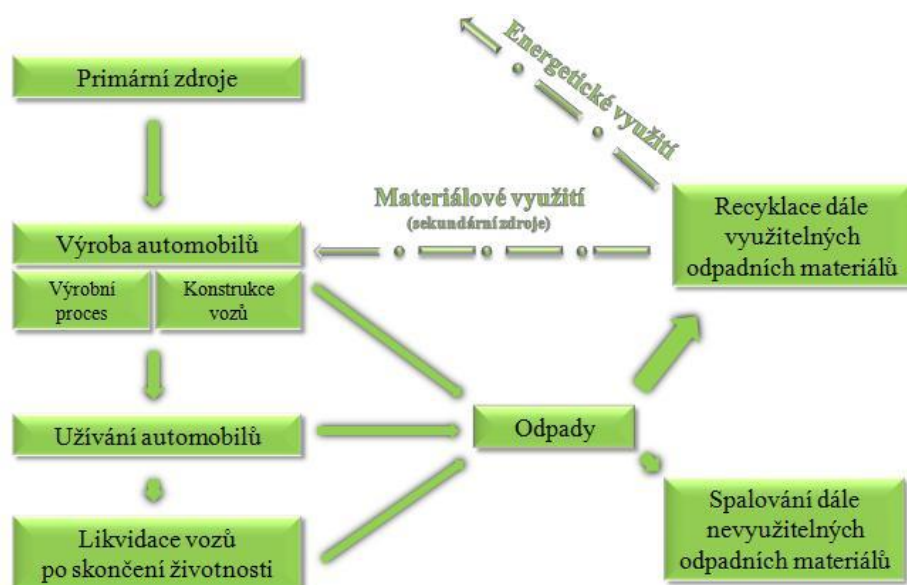 Primární zdroje
Energetické využití
Materiálové využití
(sekundární zdroje)
Recyklace dále
využitelných
odpadních materiálů
Výroba automobilů
Výrobní
proces
Konstrukce
vozů
Užívání automobilů
Odpady
Likvidace vozů
po skončení životnosti
Spalování dále
nevyužitelných
odpadních materiálů